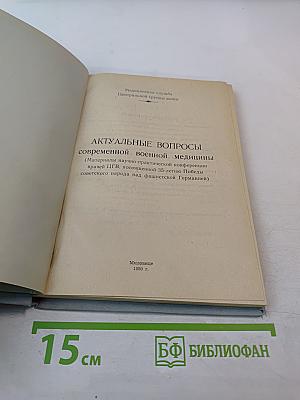 Медицинская служба
Центральной группы войск
АКТУАЛЬНЫЕ ВОПРОСЫ
современной военной медицины
(Материалы научно-практической конференции
врачей ЦГВ, посвященной 35-летию Победы
советского народа над фашистской Германией)
Миловице
1980 г.
15 см
БФ БИБЛИОФАН